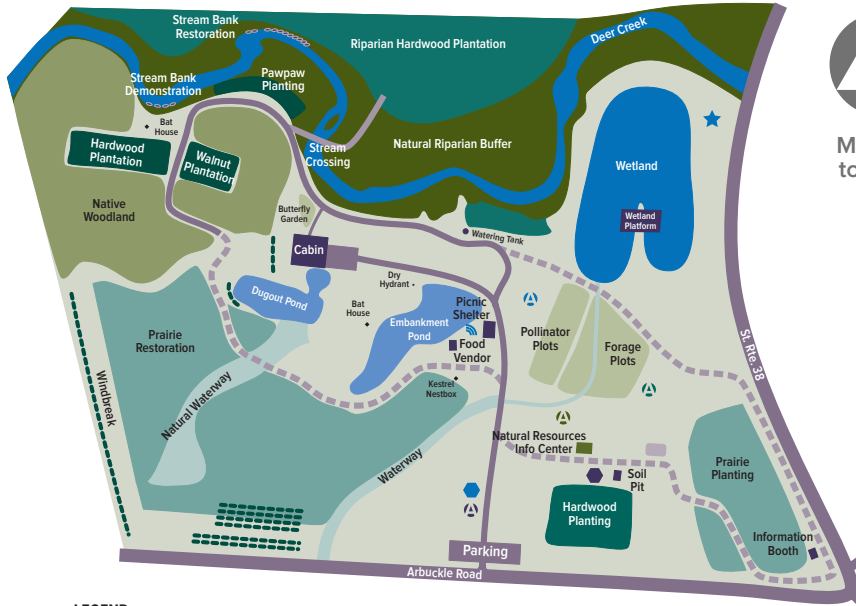 Stream Bank
Restoration
Riparian Hardwood Plantation
Deer Creek
Stream Bank
Demonstration
Pawpaw
Planting
Bat
House
Hardwood
Plantation
Walnut
Plantation
Stream
Crossing
Natural Riparian Buffer
Wetland
Native
Woodland
Butterfly
Garden
Wetland
Platform
Watering Tank
Cabin
Dry
Hydrant
Dugout Pond
Bat
House
Picnic
Shelter
Embankment
Pond
Food
Vendor
Pollinator
Plots
Forage
Plots
St. Rte. 38
Prairie
Restoration
Windbreak
Natural Waterway
Kestrel
Nestbox
Natural Resources
Info Center
Waterway
Soil
Pit
Prairie
Planting
Hardwood
Planting
Information
Booth
Parking
Arbuckle Road
M
to